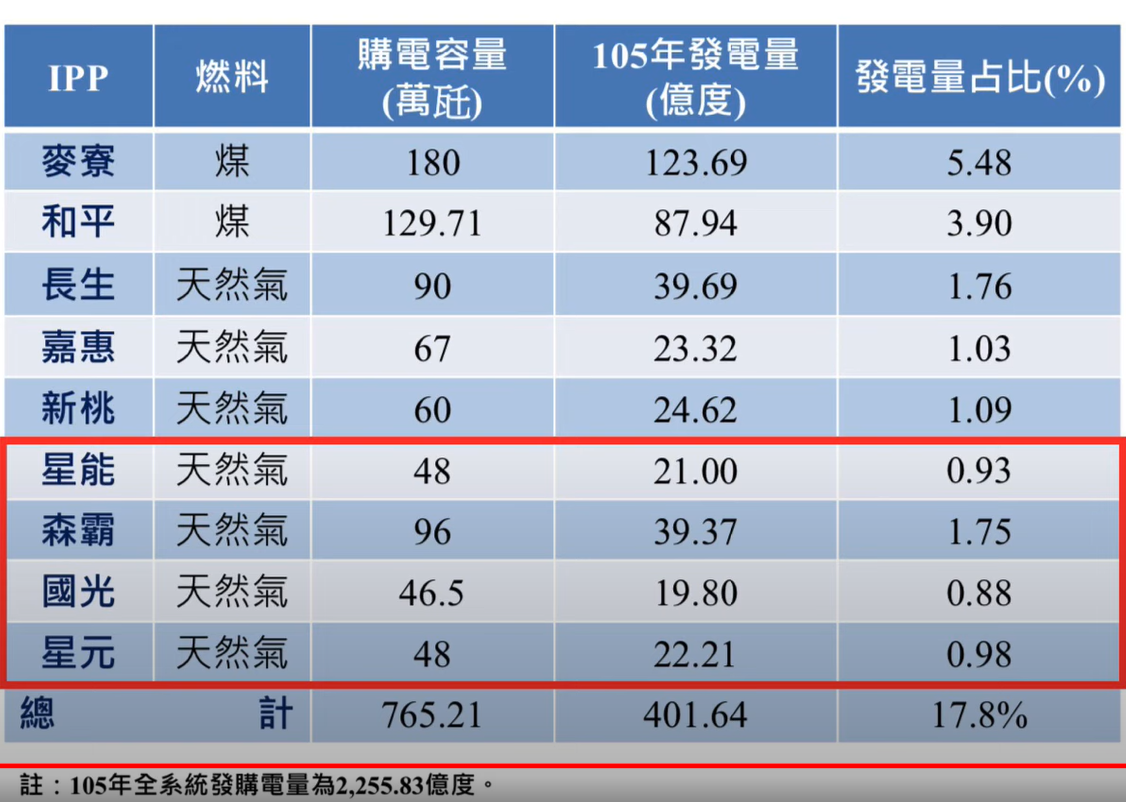 IPP 燃料 購電容量 (萬瓩) 105年發電量 (億度) 發電量占比(%)
麥寮 煤 180 123.69 5.48
和平 煤 129.71 87.94 3.90
長生 天然氣 90 39.69 1.76
嘉惠 天然氣 67 23.32 1.03
新桃 天然氣 60 24.62 1.09
星能 天然氣 48 21.00 0.93
森霸 天然氣 96 39.37 1.75
國光 天然氣 46.5 19.80 0.88
星元 天然氣 48 22.21 0.98
總計 765.21 401.64 17.8%
註：105年全系統發購電量為2,255.83億度。